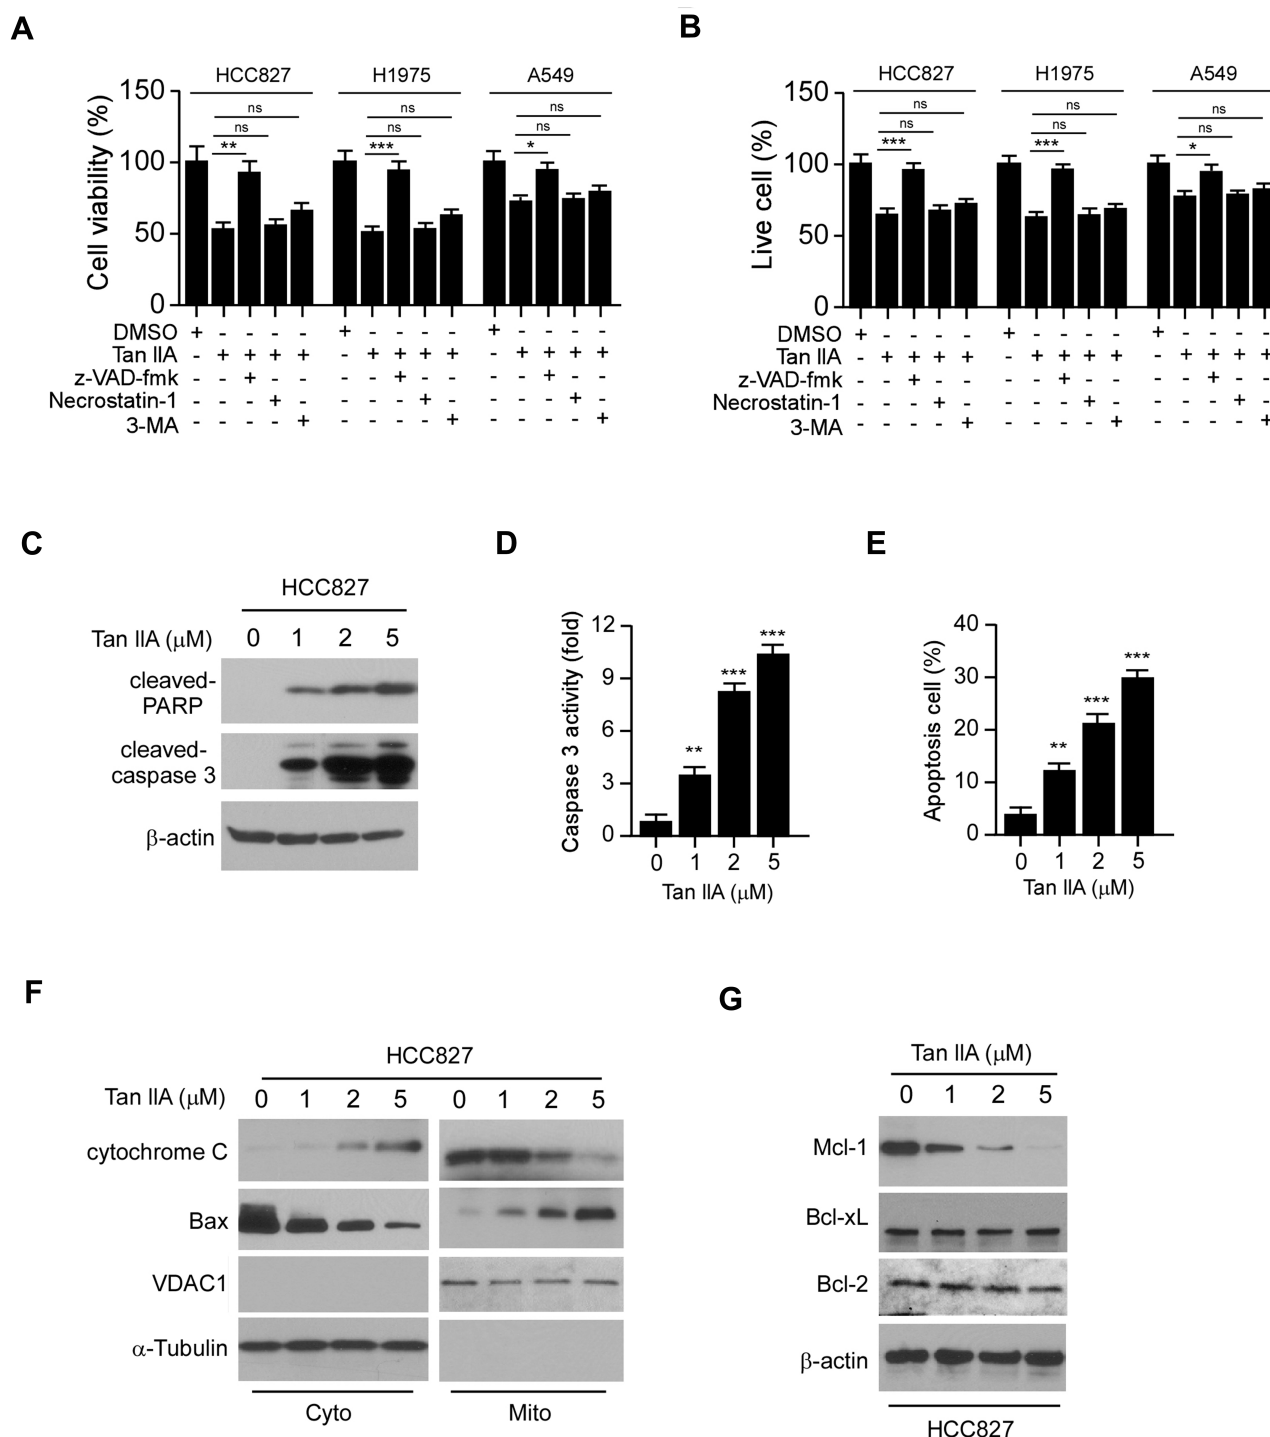 A
HCC827 H1975 A549
Cell viability (%)
150
100
50
0
ns ns ns
ns ns ns
** *** *
DMSO + - - - - + - - - - + - - - -
Tan IIA - + + + + - + + + + - + + + +
z-VAD-fmk - - + - - - - + - - - - + - -
Necrostatin-1 - - - + - - - - + - - - - + -
3-MA - - - - + - - - - + - - - - +
B
HCC827 H1975 A549
Live cell (%)
150
100
50
0
ns ns ns
ns ns ns
*** *** *
DMSO + - - - - + - - - - + - - - -
Tan IIA - + + + + - + + + + - + + + +
z-VAD-fmk - - + - - - - + - - - - + - -
Necrostatin-1 - - - + - - - - + - - - - + -
3-MA - - - - + - - - - + - - - - +
C
HCC827
Tan IIA (μM) 0 1 2 5
cleaved-
PARP
cleaved-
caspase 3
β-actin
D
Caspase 3 activity (fold)
12
9
6
3
0
** *** ***
0 1 2 5
Tan IIA (μM)
E
Apoptosis cell (%)
40
30
20
10
0
** *** ***
0 1 2 5
Tan IIA (μM)
F
HCC827
Tan IIA (μM) 0 1 2 5 0 1 2 5
cytochrome C
Bax
VDAC1
α-Tubulin
Cyto Mito
G
Tan IIA (μM)
0 1 2 5
Mcl-1
Bcl-xL
Bcl-2
β-actin
HCC827